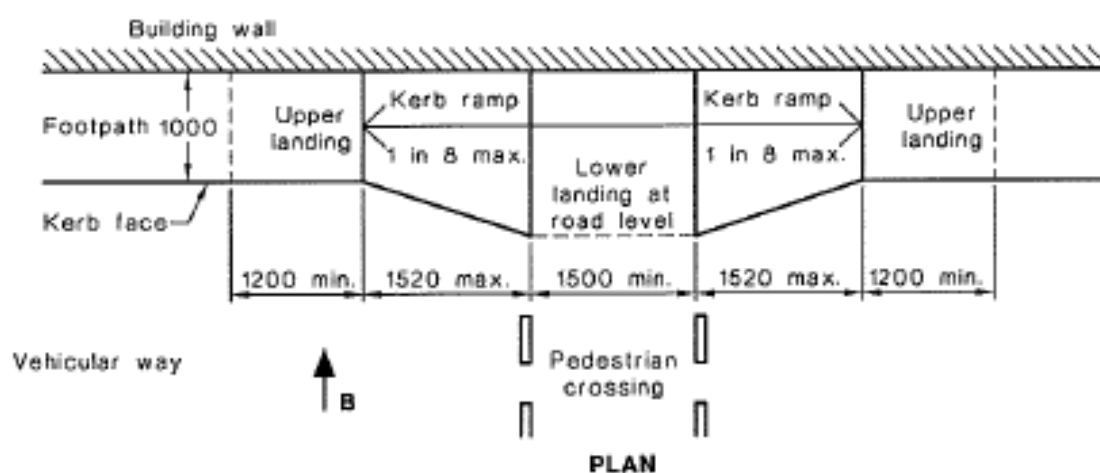 Building wall
Footpath 1000
Upper
landing
Kerb ramp
1 in 8 max.
Lower
landing at
road level
Kerb ramp
1 in 8 max.
Upper
landing
Kerb face
1200 min.
1520 max.
1500 min.
1520 max.
1200 min.
Vehicular way
B
Pedestrian
crossing
PLAN